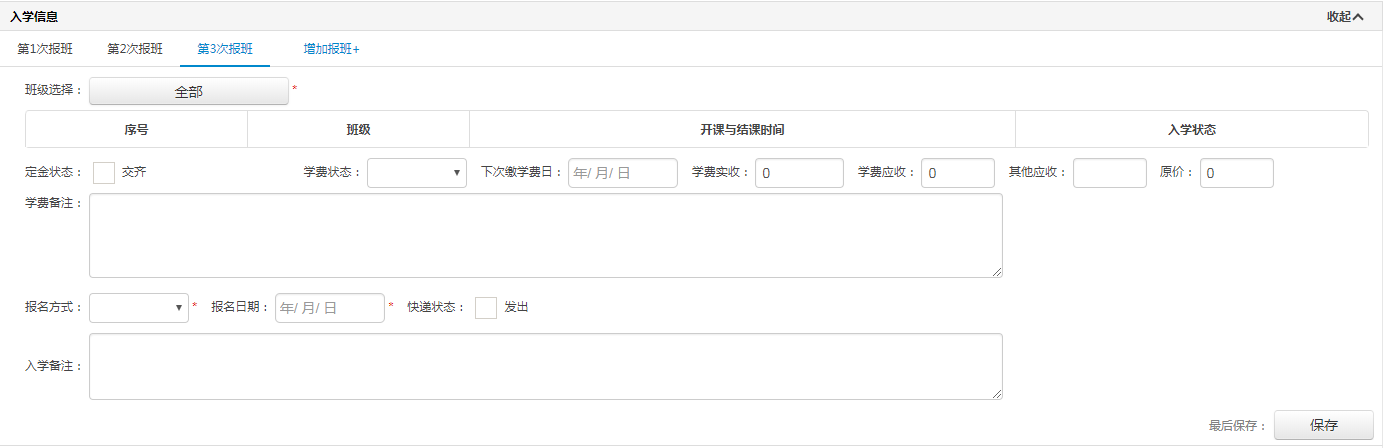 入学信息 收起
第1次报班 第2次报班 第3次报班 增加报班+
班级选择： 全部 *
序号 班级 开课与结课时间 入学状态
定金状态： 交齐 学费状态： 下次缴学费日： 年/月/日 学费实收： 0 学费应收： 0 其他应收： 原价： 0
学费备注：
报名方式： * 报名日期： 年/月/日 * 快递状态： 发出
入学备注：
最后保存： 保存